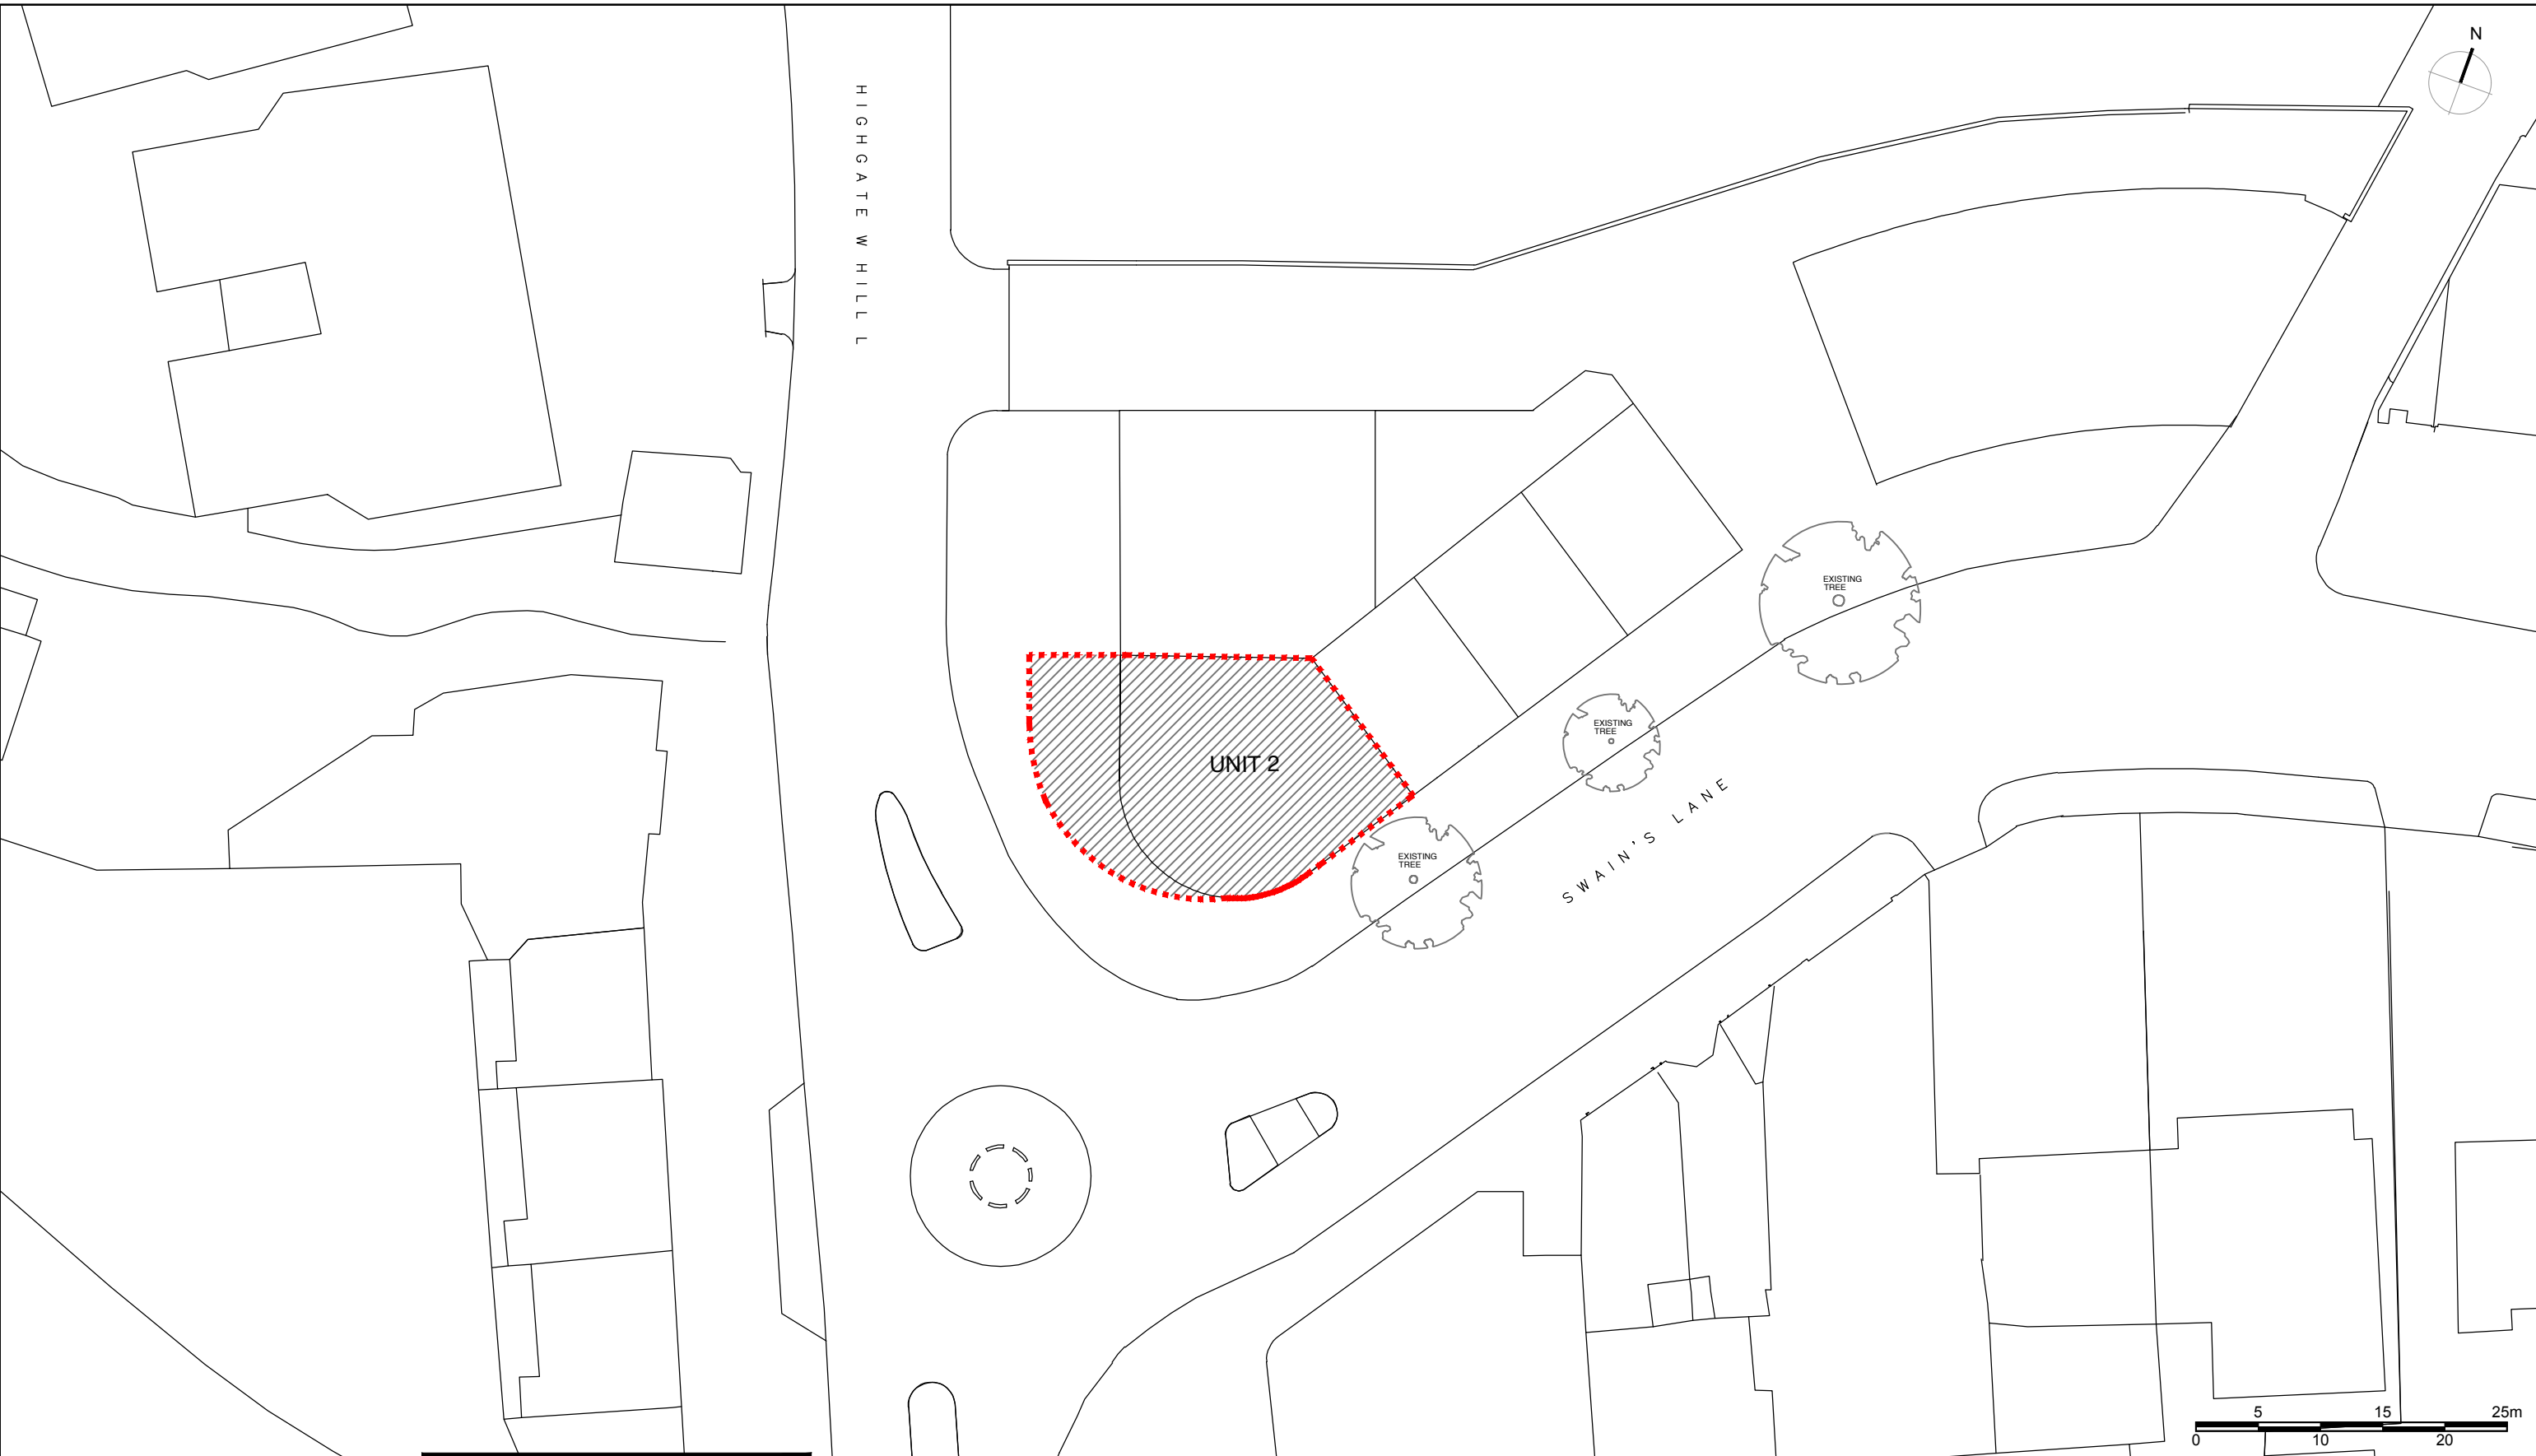 N
HIGHGATE W HILL L
EXISTING
TREE
EXISTING
TREE
UNIT 2
SWAIN'S LANE
EXISTING
TREE
5 15 25m
0 10 20